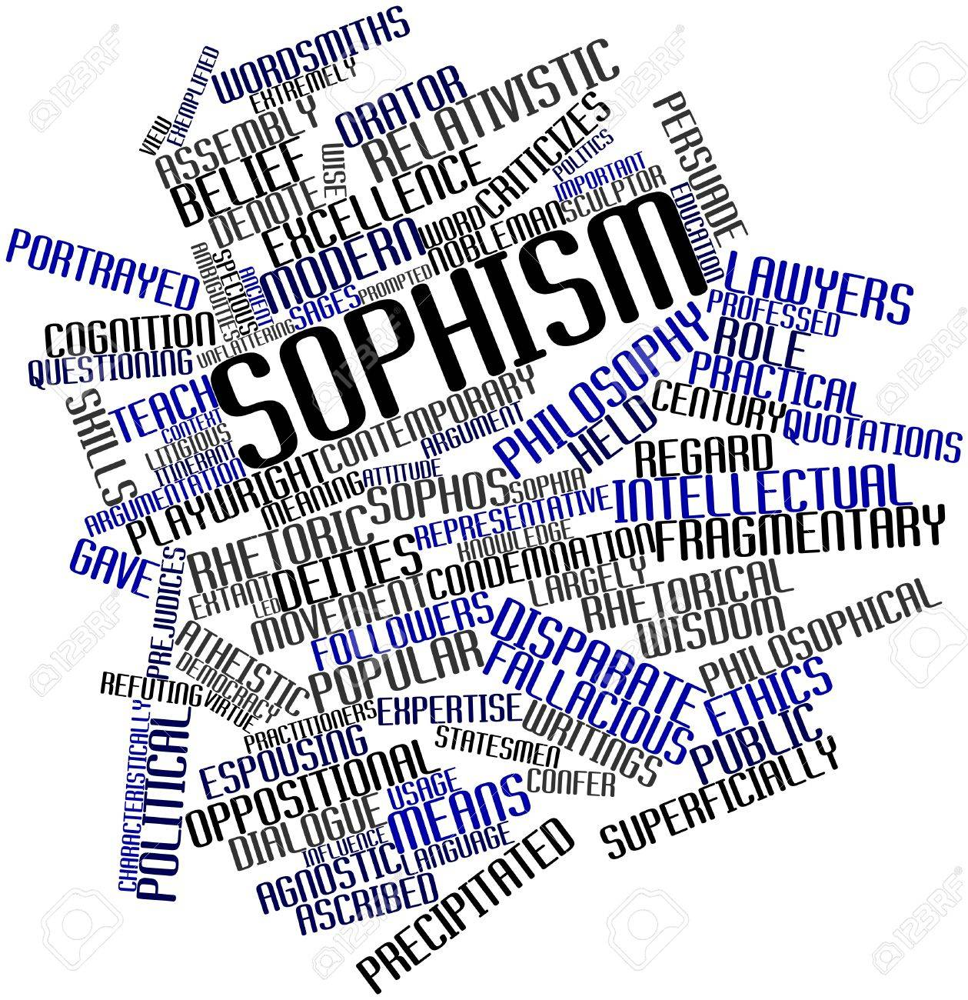 WORDSMITHS
EXTREMELY
EXEMPLIFIED
VIEW
ASSEMBLY
ORATOR
RELATIVISTIC
BELIEF
WISE
DENOTE
EXCELLENCE
CRITICIZES
POLITICS
PERSUADE
IMPORTANT
SCULPTOR
EDUCATION
WORD
NOBLEMAN
MODERN
PORTRAYED
AMBIGUITIES
SPECIOUS
ANCIENT
SAGES
PROMPTED
UNFLATTERING
SOPHISM
LAWYERS
PROFESSED
ROLE
COGNITION
QUESTIONING
SKILLS
TEACH
CONTEXT
LITIGIOUS
ITINERANT
ARGUMENTATION
PLAYWRIGHT
CONTEMPORARY
ARGUMENT
PHILOSOPHY
HELD
PRACTICAL
CENTURY
QUOTATIONS
REGARD
MEANING
ATTITUDE
SOPHOS
SOPHIA
INTELLECTUAL
REPRESENTATIVE
KNOWLEDGE
FRAGMENTARY
GAVE
PREJUDICES
RHETORIC
DEITIES
CONDEMNATION
EXTANT
LED
MOVEMENT
LARGELY
RHETORICAL
WISDOM
FOLLOWERS
DISPARATE
FALLACIOUS
PHILOSOPHICAL
ATHEISTIC
DEMOCRACY
REFUTING
VIRTUE
POPULAR
PRACTITIONERS
EXPERTISE
WRITINGS
ETHICS
PUBLIC
SUPERFICIALLY
CHARACTERISTICALLY
POLITICAL
ESPOUSING
STATESMEN
OPPOSITIONAL
USAGE
CONFER
DIALOGUE
MEANS
INFLUENCE
LANGUAGE
AGNOSTIC
ASCRIBED
PRECIPITATED
123RF